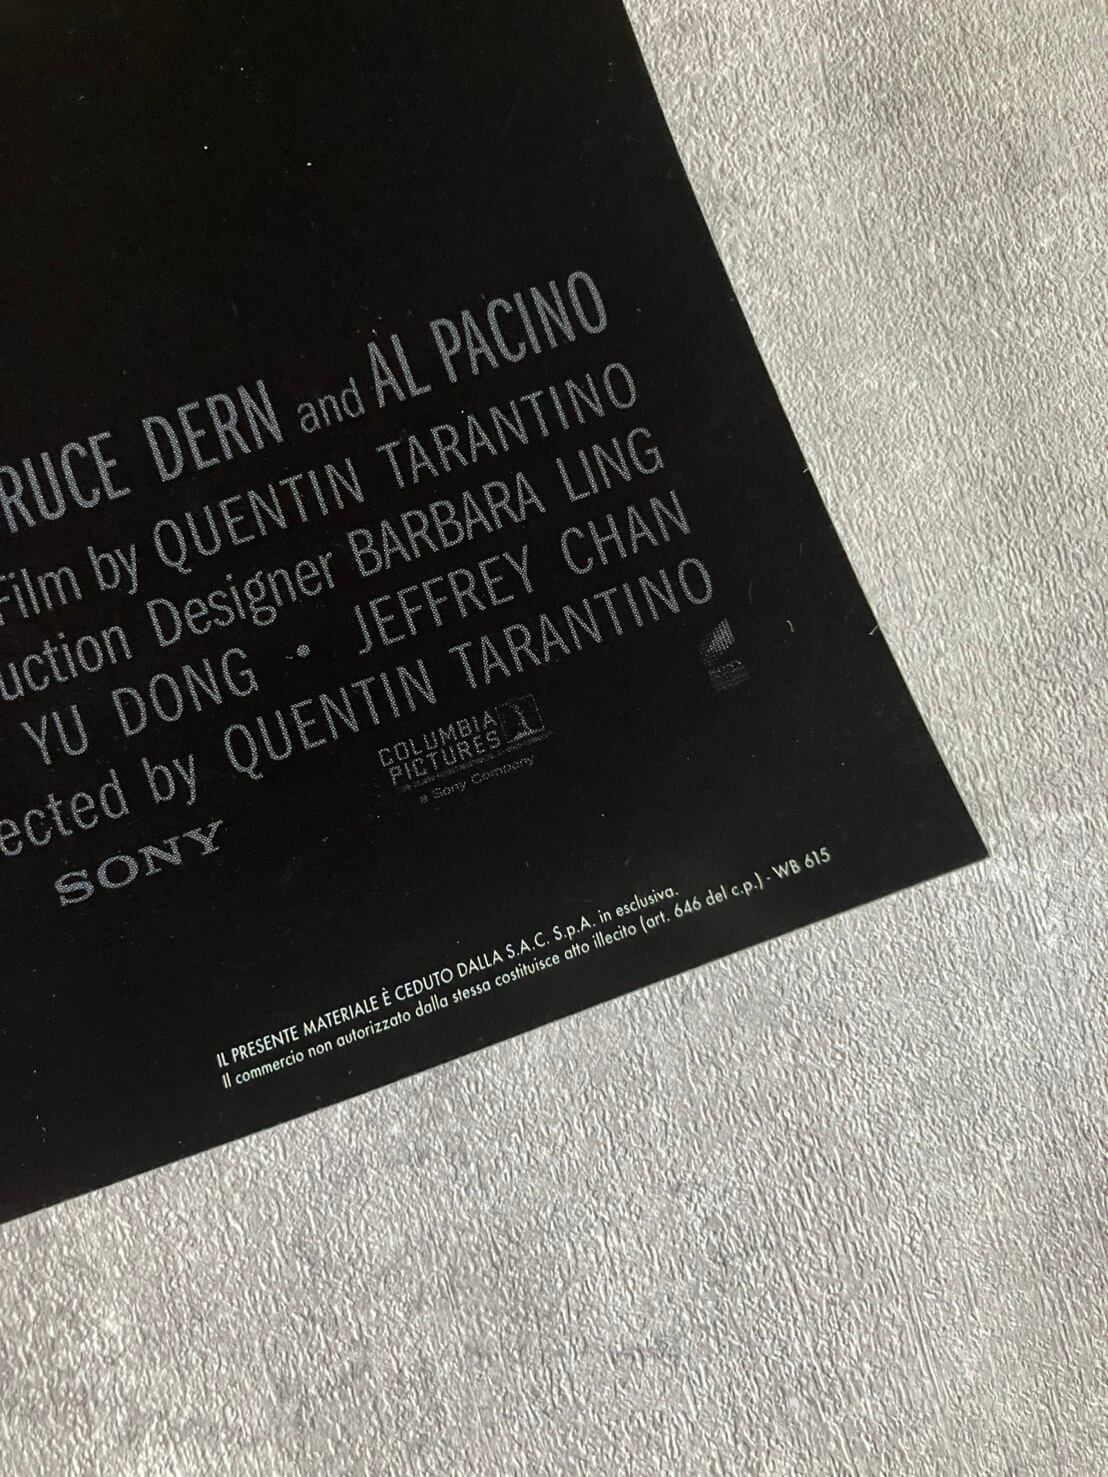 RUCE DERN and AL PACINO
Film by QUENTIN TARANTINO
uction Designer BARBARA LING
YU DONG • JEFFREY CHAN
ected by QUENTIN TARANTINO
SONY
COLUMBIA
PICTURES
a Sony Company
IL PRESENTE MATERIALE È CEDUTO DALLA S.A.C. S.p.A. in esclusiva.
Il commercio non autorizzato dalla stessa costituisce atto illecito (art. 646 del c.p.) - WB 615